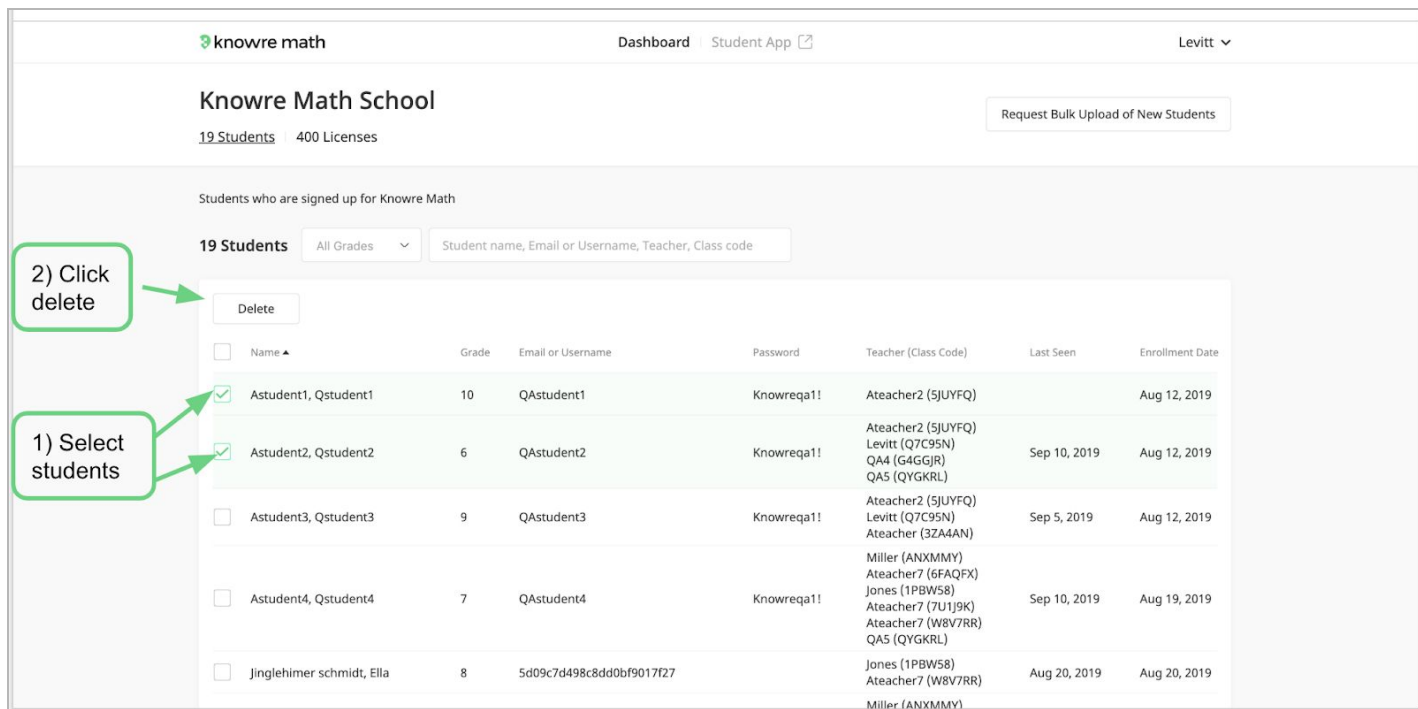 knowre math
Dashboard
Student App
Levitt
Knowre Math School
Request Bulk Upload of New Students
19 Students
400 Licenses
Students who are signed up for Knowre Math
19 Students
All Grades
Student name, Email or Username, Teacher, Class code
2) Click
delete
Delete
Name ▲ Grade Email or Username Password Teacher (Class Code) Last Seen Enrollment Date
Astudent1, Qstudent1 10 QAstudent1 Knowreqa1! Ateacher2 (5JUYFQ) Aug 12, 2019
1) Select
students
Ateacher2 (5JUYFQ)
Levitt (Q7C95N)
Astudent2, Qstudent2 6 QAstudent2 Knowreqa1! Sep 10, 2019 Aug 12, 2019
QA4 (G4GGJR)
QA5 (QYGKRL)
Ateacher2 (5JUYFQ)
Astudent3, Qstudent3 9 QAstudent3 Knowreqa1! Levitt (Q7C95N) Sep 5, 2019 Aug 12, 2019
Ateacher (3ZA4AN)
Miller (ANXMMY)
Ateacher7 (6FAQFX)
Jones (1PBW58)
Astudent4, Qstudent4 7 QAstudent4 Knowreqa1! Sep 10, 2019 Aug 19, 2019
Ateacher7 (7U1J9K)
Ateacher7 (W8V7RR)
QA5 (QYGKRL)
Jones (1PBW58)
Jinglehimer schmidt, Ella 8 5d09c7d498c8dd0bf9017f27 Aug 20, 2019 Aug 20, 2019
Ateacher7 (W8V7RR)
Miller (ANXMMY)